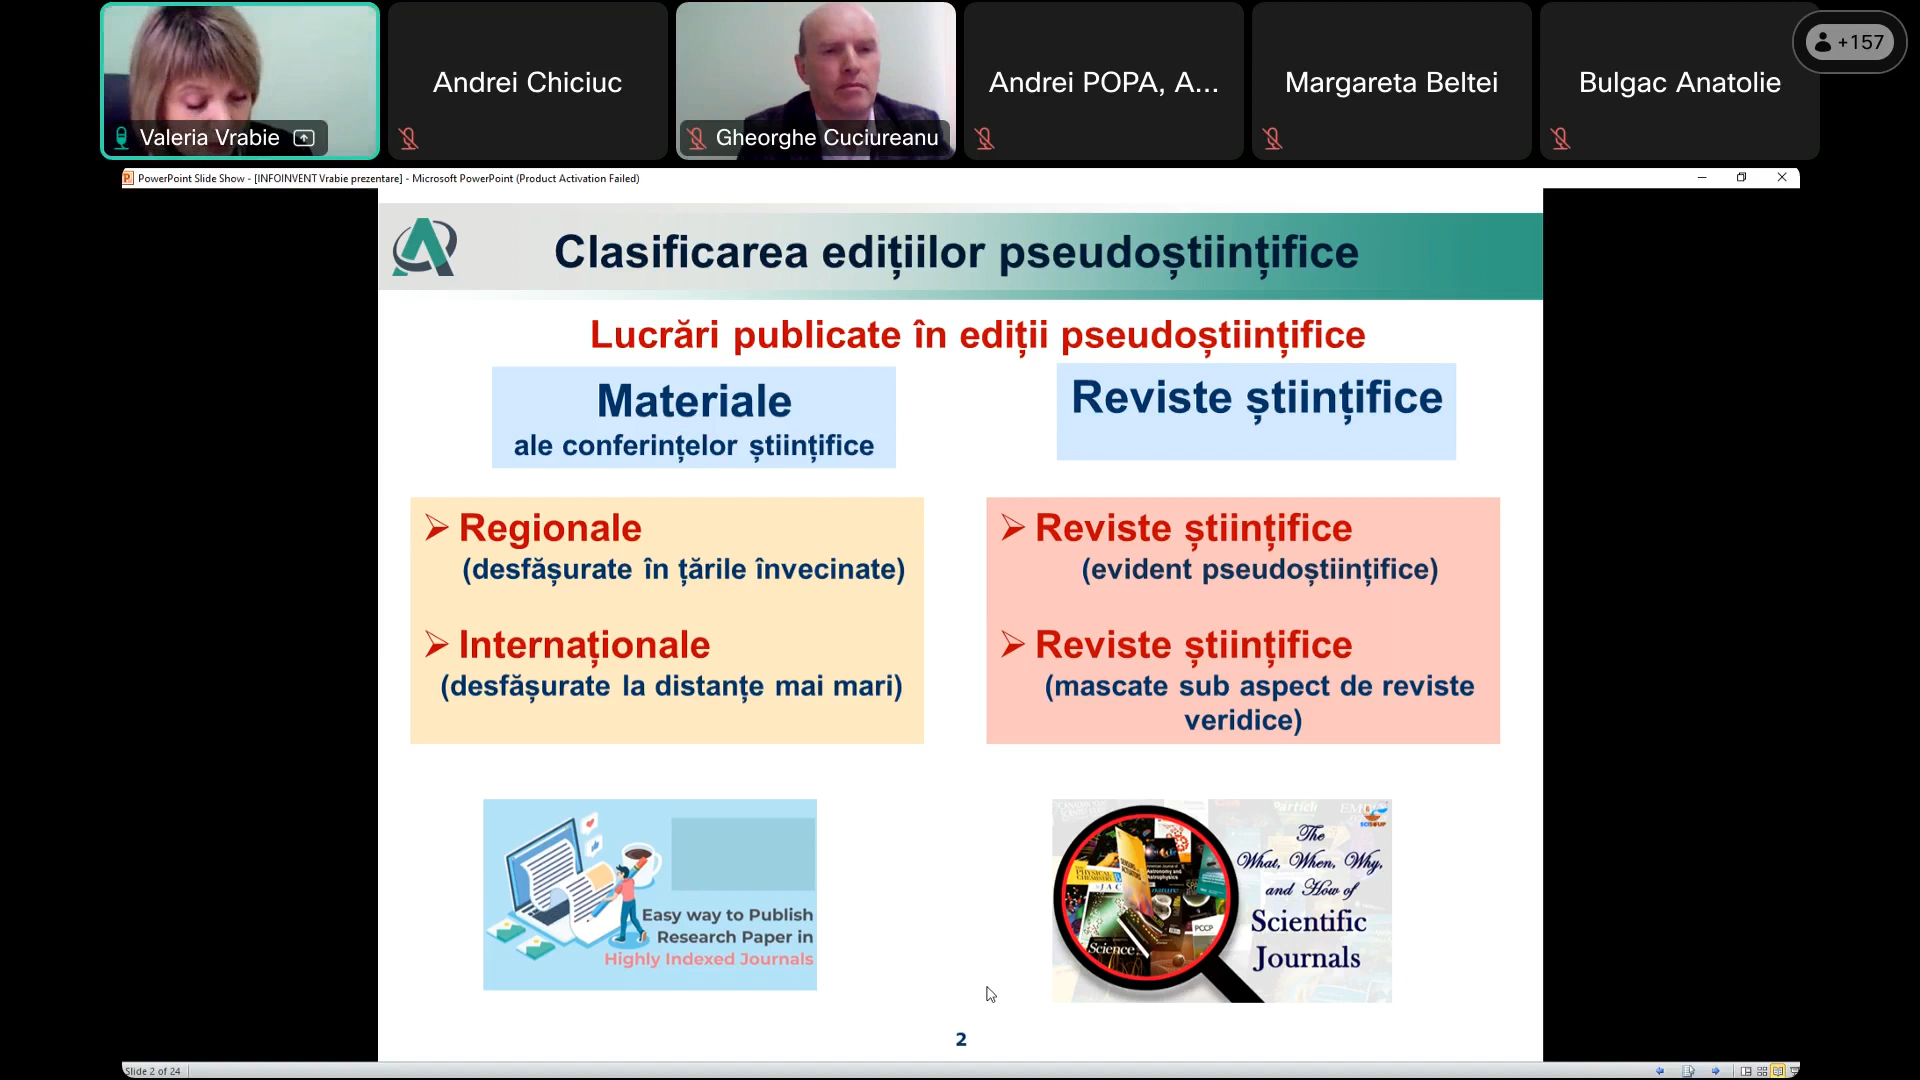 +157
Andrei Chiciuc
Andrei POPA, A...
Margareta Beltei
Bulgac Anatolie
Valeria Vrabie
Gheorghe Cuciureanu
PowerPoint Slide Show - [INFOINVENT Vrabie prezentare] - Microsoft PowerPoint (Product Activation Failed)
Clasificarea edițiilor pseudoștiințifice
Lucrări publicate în ediții pseudoștiințifice
Materiale
ale conferințelor științifice
Reviste științifice
Regionale
(desfășurate în țările învecinate)
Internaționale
(desfășurate la distanțe mai mari)
Reviste științifice
(evident pseudoștiințifice)
Reviste științifice
(mascate sub aspect de reviste
veridice)
Easy way to Publish
Research Paper in
Highly Indexed Journals
The
What, When, Why,
and How of
Scientific
Journals
Science
PCCP
2
Slide 2 of 24